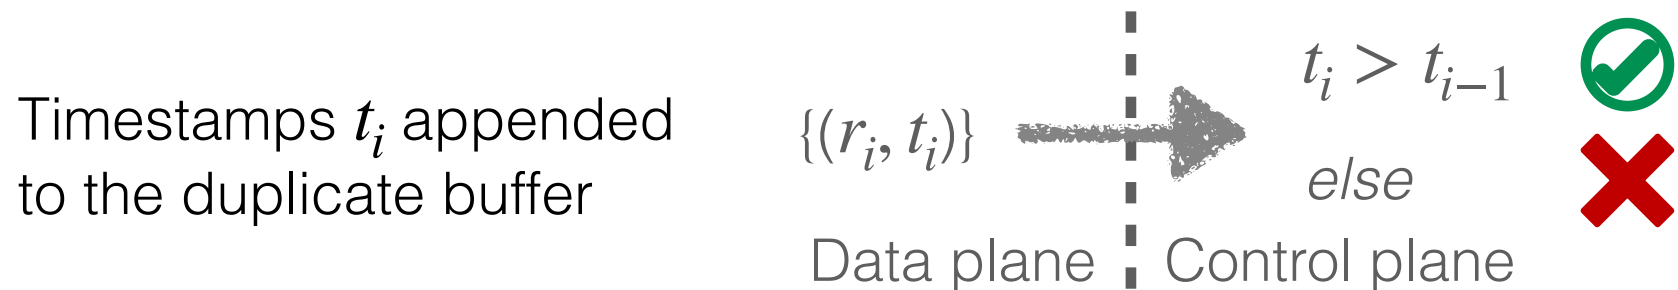 Timestamps tᵢ appended
to the duplicate buffer
{(rᵢ, tᵢ)}
tᵢ > tᵢ₋₁
else
Data plane
Control plane